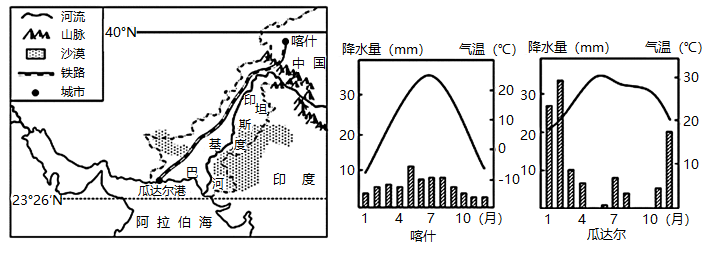 河流
山脉
沙漠
铁路
城市
40°N
喀什
中 国
印
度
河
巴
基
斯
坦
瓜达尔港
印 度
23°26′N
阿 拉 伯 海
降水量(mm) 气温(℃)
30
20
10
20
10
0
-10
1 4 7 10 (月)
喀什
降水量(mm) 气温(℃)
30
20
10
30
20
10
1 4 7 10 (月)
瓜达尔